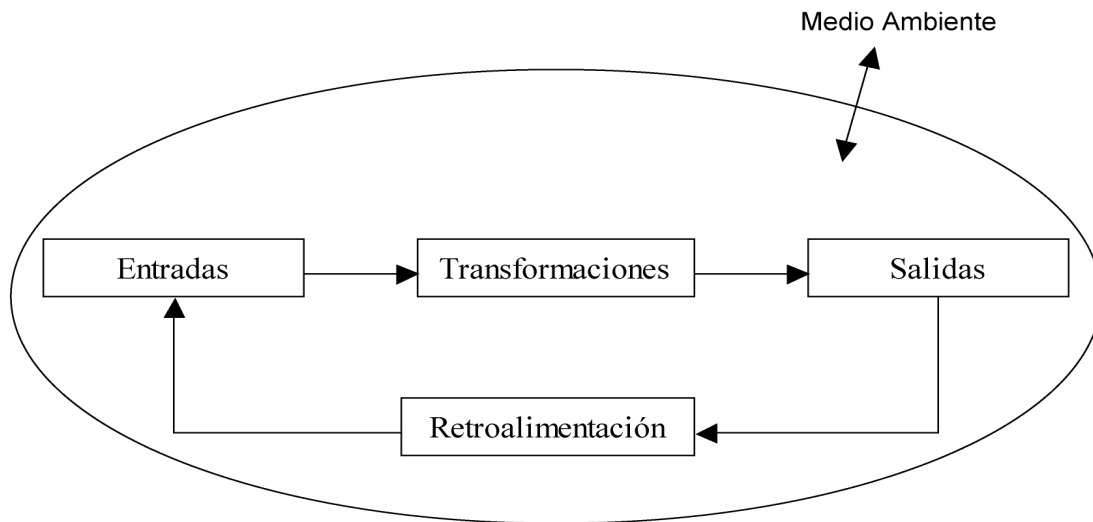 Medio Ambiente
Entradas
Transformaciones
Salidas
Retroalimentación